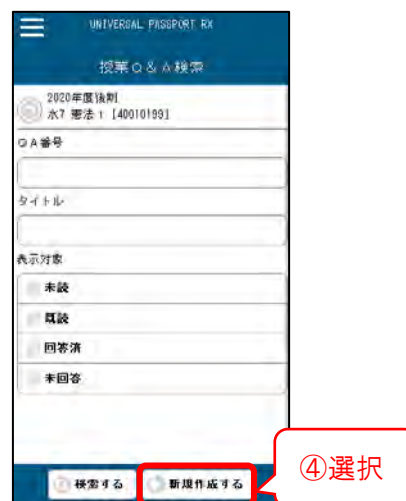 UNIVERSAL PASSPORT RX
授業Q&A検索
2020年度後期
水7 憲法1 [40010199]
QA番号
タイトル
表示対象
未読
既読
回答済
未回答
検索する 新規作成する
④選択